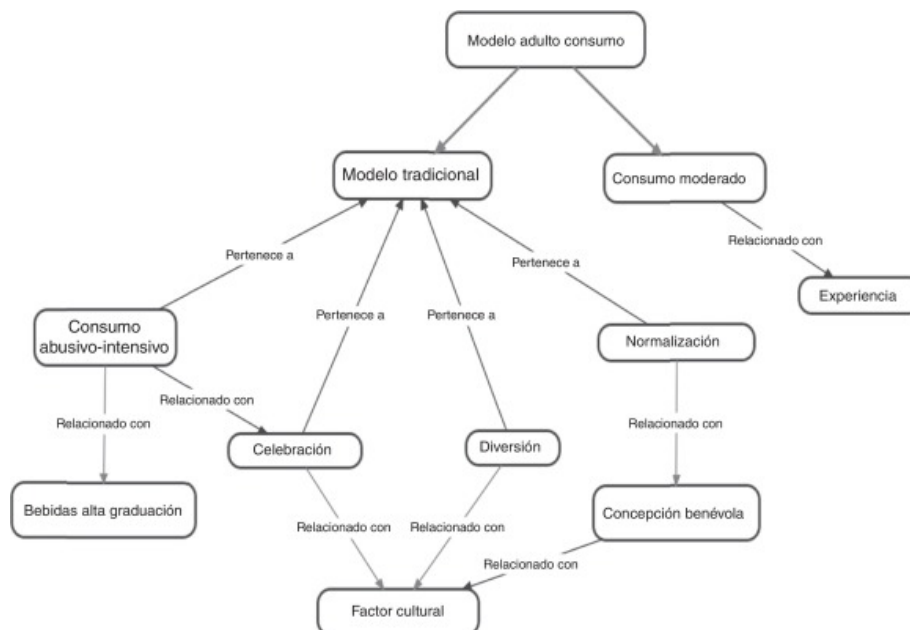 Modelo adulto consumo
Modelo tradicional
Consumo moderado
Relacionado con
Pertenece a
Pertenece a
Experiencia
Pertenece a
Pertenece a
Consumo
abusivo-intensivo
Normalización
Relacionado con
Relacionado con
Relacionado con
Celebración
Diversión
Bebidas alta graduación
Concepción benévola
Relacionado con
Relacionado con
Relacionado con
Factor cultural